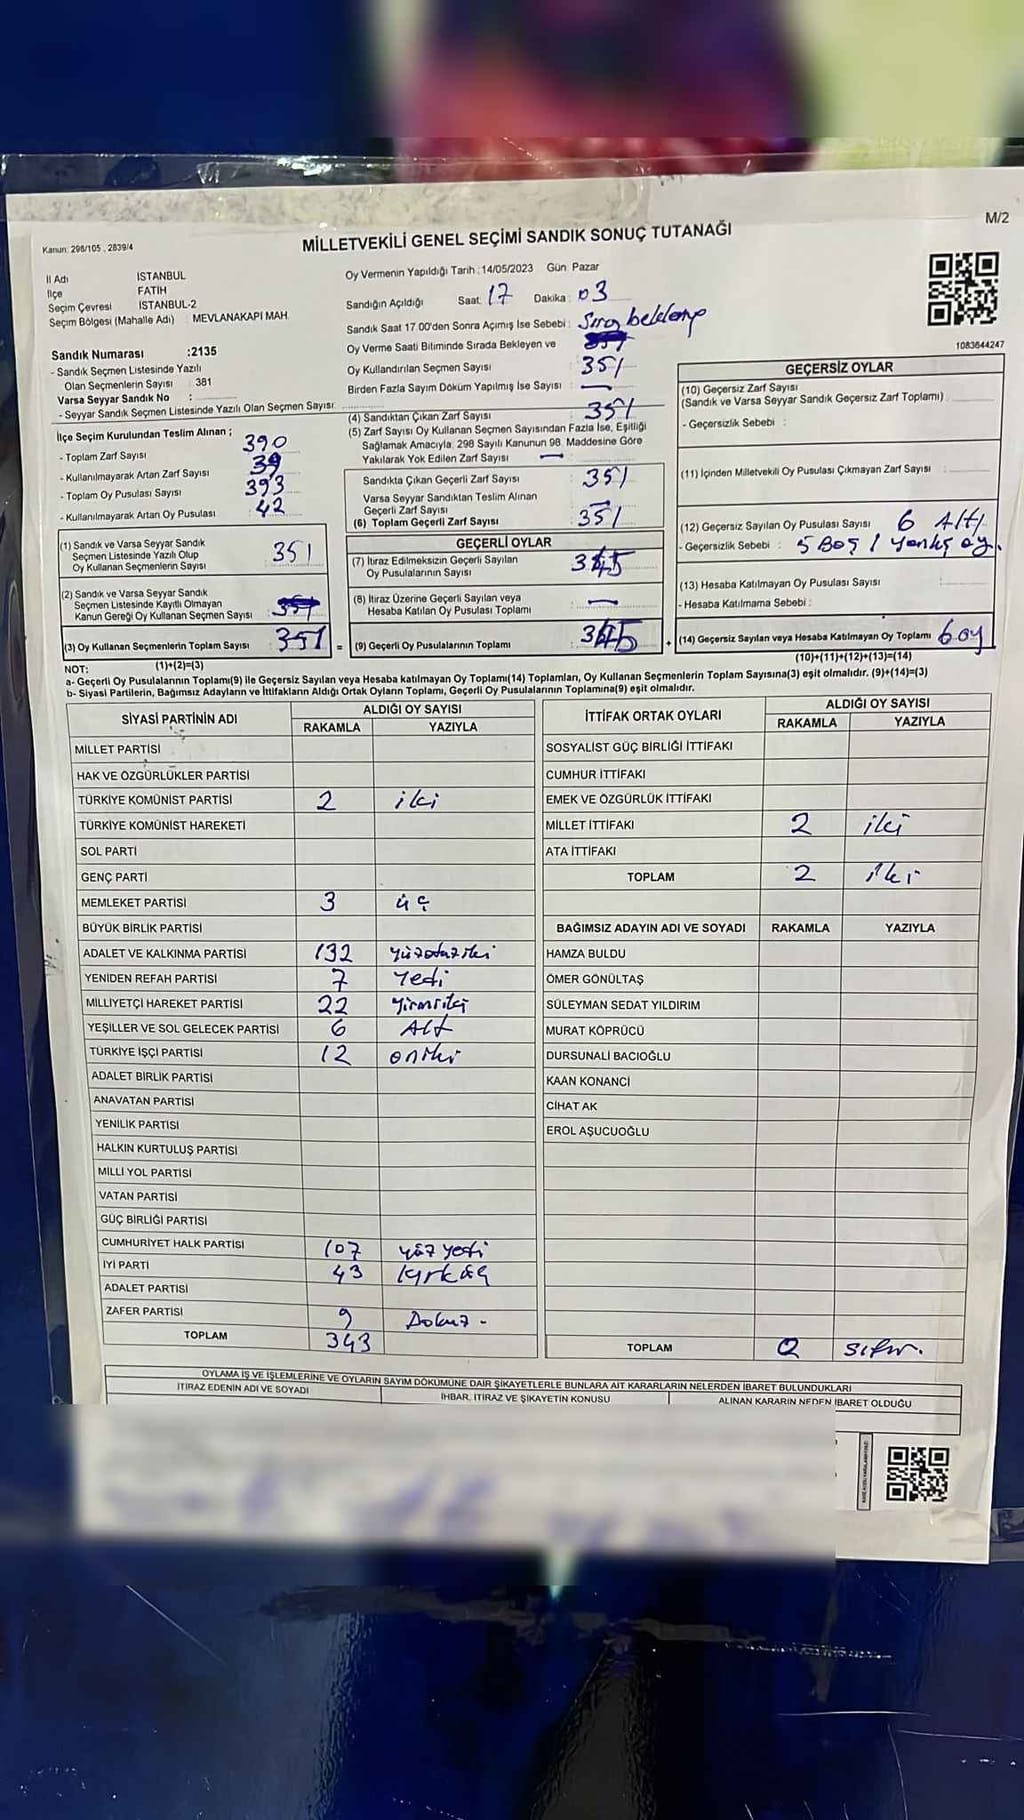 M/2
Kanun: 298/105 , 2839/4
MİLLETVEKİLİ GENEL SEÇİMİ SANDIK SONUÇ TUTANAĞI
İl Adı İSTANBUL
İlçe FATİH
Seçim Çevresi İSTANBUL-2
Seçim Bölgesi (Mahalle Adı) : MEVLANAKAPI MAH.
Oy Vermenin Yapıldığı Tarih : 14/05/2023 Gün Pazar
Sandığın Açıldığı Saat: 17 Dakika : 03
Sandık Saat 17.00'den Sonra Açımış İse Sebebi :
Oy Verme Saati Bitiminde Sırada Bekleyen ve
Oy Kullandırılan Seçmen Sayısı 351
Birden Fazla Sayım Döküm Yapılmış İse Sayısı : —
1083644247
Sandık Numarası :2135
- Sandık Seçmen Listesinde Yazılı
Olan Seçmenlerin Sayısı : 381
Varsa Seyyar Sandık No :
- Seyyar Sandık Seçmen Listesinde Yazılı Olan Seçmen Sayısı:
İlçe Seçim Kurulundan Teslim Alınan ;
- Toplam Zarf Sayısı 390
- Kullanılmayarak Artan Zarf Sayısı 39
- Toplam Oy Pusulası Sayısı 393
- Kullanılmayarak Artan Oy Pusulası 42
(1) Sandık ve Varsa Seyyar Sandık
Seçmen Listesinde Yazılı Olup
Oy Kullanan Seçmenlerin Sayısı 351
(2) Sandık ve Varsa Seyyar Sandık
Seçmen Listesinde Kayıtlı Olmayan
Kanun Gereği Oy Kullanan Seçmen Sayısı
(3) Oy Kullanan Seçmenlerin Toplam Sayısı 351 =
(4) Sandıktan Çıkan Zarf Sayısı 351
(5) Zarf Sayısı Oy Kullanan Seçmen Sayısından Fazla İse, Eşitliği
Sağlamak Amacıyla, 298 Sayılı Kanunun 98. Maddesine Göre
Yakılarak Yok Edilen Zarf Sayısı —
Sandıkta Çıkan Geçerli Zarf Sayısı 351
Varsa Seyyar Sandıktan Teslim Alınan
Geçerli Zarf Sayısı : —
(6) Toplam Geçerli Zarf Sayısı 351
GEÇERLİ OYLAR
(7) İtiraz Edilmeksizin Geçerli Sayılan
Oy Pusulalarının Sayısı 345
(8) İtiraz Üzerine Geçerli Sayılan veya
Hesaba Katılan Oy Pusulası Toplamı : —
(9) Geçerli Oy Pusulalarının Toplamı 345 +
GEÇERSİZ OYLAR
(10) Geçersiz Zarf Sayısı
(Sandık ve Varsa Seyyar Sandık Geçersiz Zarf Toplamı)
- Geçersizlik Sebebi :
(11) İçinden Milletvekili Oy Pusulası Çıkmayan Zarf Sayısı :
(12) Geçersiz Sayılan Oy Pusulası Sayısı 6 Altı
- Geçersizlik Sebebi : 5 Boş 1 yanlış oy.
(13) Hesaba Katılmayan Oy Pusulası Sayısı :
- Hesaba Katılmama Sebebi :
(14) Geçersiz Sayılan veya Hesaba Katılmayan Oy Toplamı 6 oy
NOT: (1)+(2)=(3)
(10)+(11)+(12)+(13)=(14)
a- Geçerli Oy Pusulalarının Toplamı(9) ile Geçersiz Sayılan veya Hesaba Katılmayan Oy Toplamı(14) Toplamları, Oy Kullanan Seçmenlerin Toplam Sayısına(3) eşit olmalıdır. (9)+(14)=(3)
b- Siyasi Partilerin, Bağımsız Adayların ve İttifakların Aldığı Ortak Oyların Toplamı, Geçerli Oy Pusulalarının Toplamına(9) eşit olmalıdır.
SİYASİ PARTİNİN ADI
ALDIĞI OY SAYISI
RAKAMLA YAZIYLA
MİLLET PARTİSİ
HAK VE ÖZGÜRLÜKLER PARTİSİ
TÜRKİYE KOMÜNİST PARTİSİ 2 iki
TÜRKİYE KOMÜNİST HAREKETİ
SOL PARTİ
GENÇ PARTİ
MEMLEKET PARTİSİ 3 üç
BÜYÜK BİRLİK PARTİSİ
ADALET VE KALKINMA PARTİSİ 132 yüzotuziki
YENİDEN REFAH PARTİSİ 7 Yedi
MİLLİYETÇİ HAREKET PARTİSİ 22 yirmiiki
YEŞİLLER VE SOL GELECEK PARTİSİ 6 Altı
TÜRKİYE İŞÇİ PARTİSİ 12 oniki
ADALET BİRLİK PARTİSİ
ANAVATAN PARTİSİ
YENİLİK PARTİSİ
HALKIN KURTULUŞ PARTİSİ
MİLLİ YOL PARTİSİ
VATAN PARTİSİ
GÜÇ BİRLİĞİ PARTİSİ
CUMHURİYET HALK PARTİSİ 107 yüz yedi
İYİ PARTİ 43 kırküç
ADALET PARTİSİ
ZAFER PARTİSİ 9 Dokuz -
TOPLAM 343
İTTİFAK ORTAK OYLARI
ALDIĞI OY SAYISI
RAKAMLA YAZIYLA
SOSYALİST GÜÇ BİRLİĞİ İTTİFAKI
CUMHUR İTTİFAKI
EMEK VE ÖZGÜRLÜK İTTİFAKI
MİLLET İTTİFAKI 2 iki
ATA İTTİFAKI
TOPLAM 2 iki
BAĞIMSIZ ADAYIN ADI VE SOYADI RAKAMLA YAZIYLA
HAMZA BULDU
ÖMER GÖNÜLTAŞ
SÜLEYMAN SEDAT YILDIRIM
MURAT KÖPRÜCÜ
DURSUNALİ BACIOĞLU
KAAN KONANCİ
CİHAT AK
EROL AŞUCUOĞLU
TOPLAM 0 sıfır.
OYLAMA İŞ VE İŞLEMLERİNE VE OYLARIN SAYIM DÖKÜMÜNE DAİR ŞİKAYETLERLE BUNLARA AİT KARARLARIN NELERDEN İBARET BULUNDUKLARI
İTİRAZ EDENİN ADI VE SOYADI İHBAR, İTİRAZ VE ŞİKAYETİN KONUSU ALINAN KARARIN NEDEN İBARET OLDUĞU